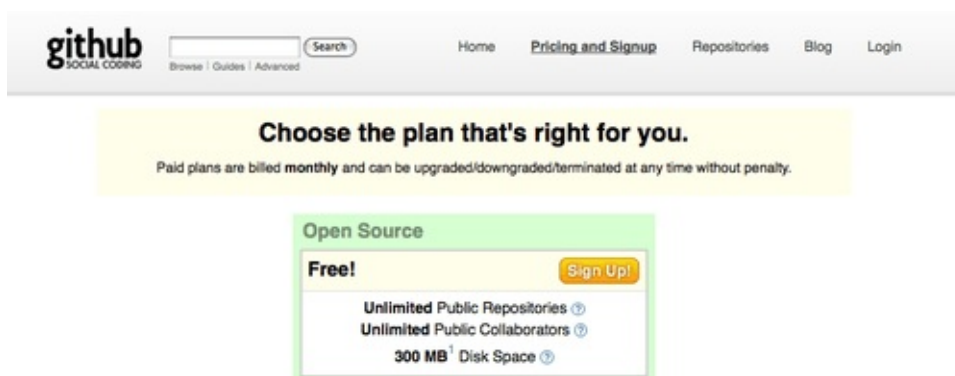 github
SOCIAL CODING
Search
Home Pricing and Signup Repositories Blog Login
Browse | Guides | Advanced
Choose the plan that's right for you.
Paid plans are billed monthly and can be upgraded/downgraded/terminated at any time without penalty.
Open Source
Free! Sign Up!
Unlimited Public Repositories ?
Unlimited Public Collaborators ?
300 MB¹ Disk Space ?